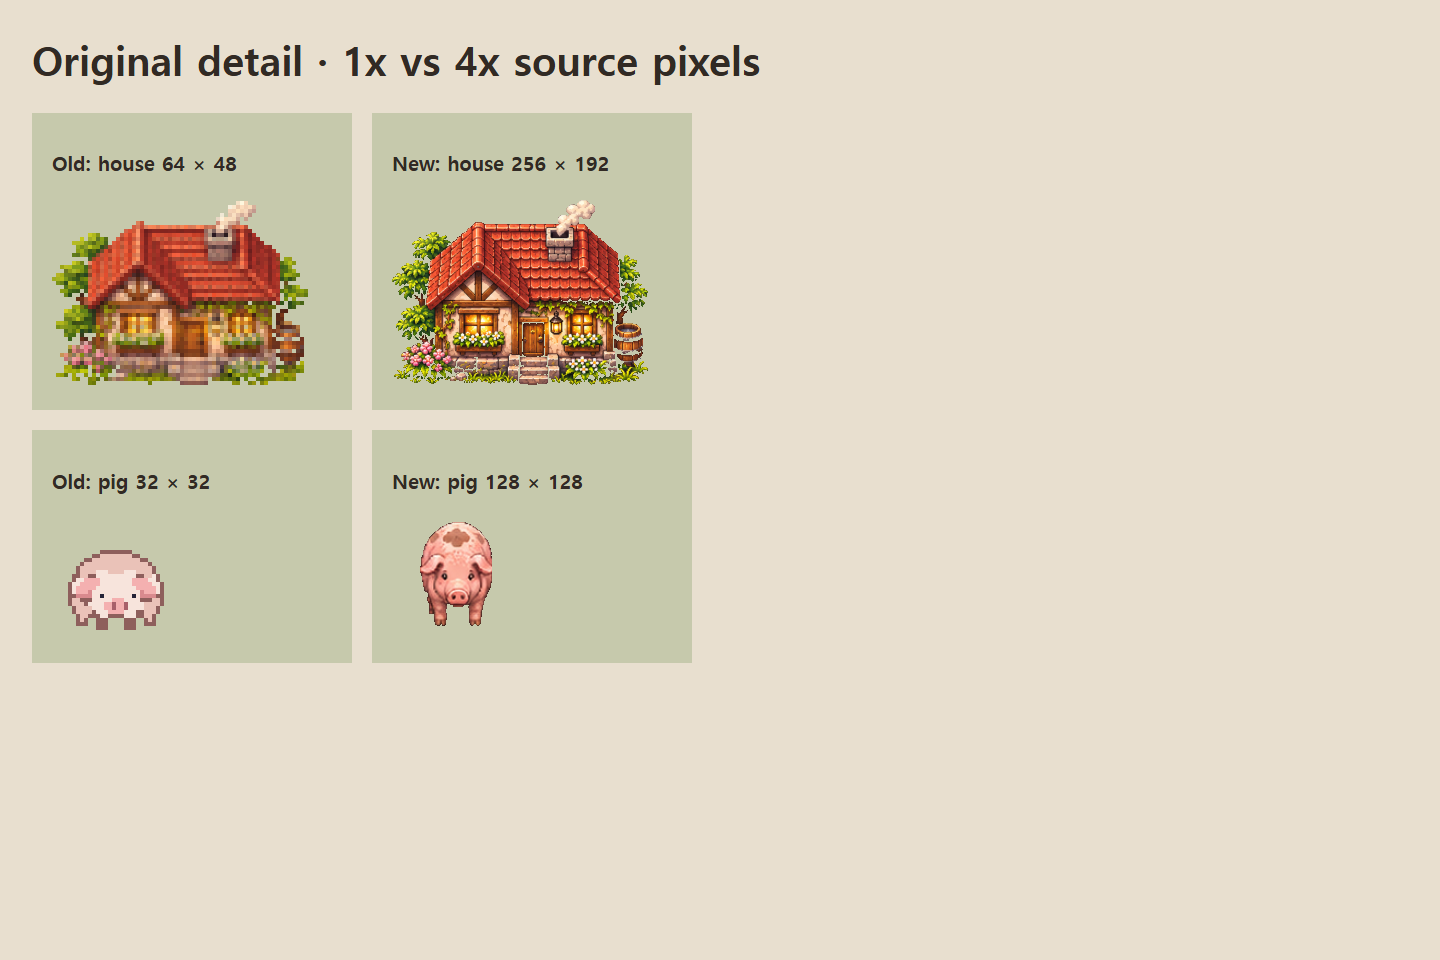 Original detail · 1x vs 4x source pixels
Old: house 64 × 48
New: house 256 × 192
Old: pig 32 × 32
New: pig 128 × 128